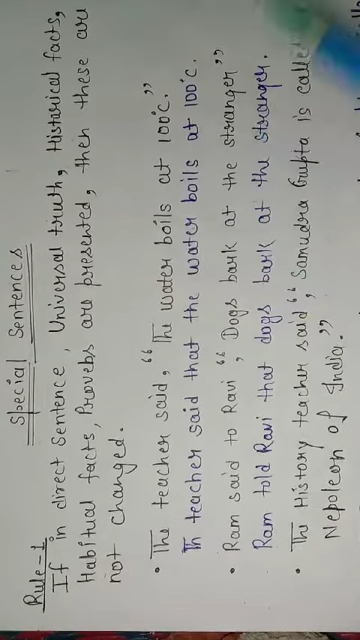 Special Sentences
Rule-1
If in direct sentence, Universal truth, Historical facts,
Habitual facts, Proverbs are presented, then these are
not changed.
• The teacher said, "The water boils at 100°c."
Th teacher said that the water boils at 100°c.
• Ram said to Ravi "Dogs bark at the stranger"
Ram told Ravi that dogs bark at the stranger.
• The History teacher said "Samudra Gupta is calle
Nepoleon of India."